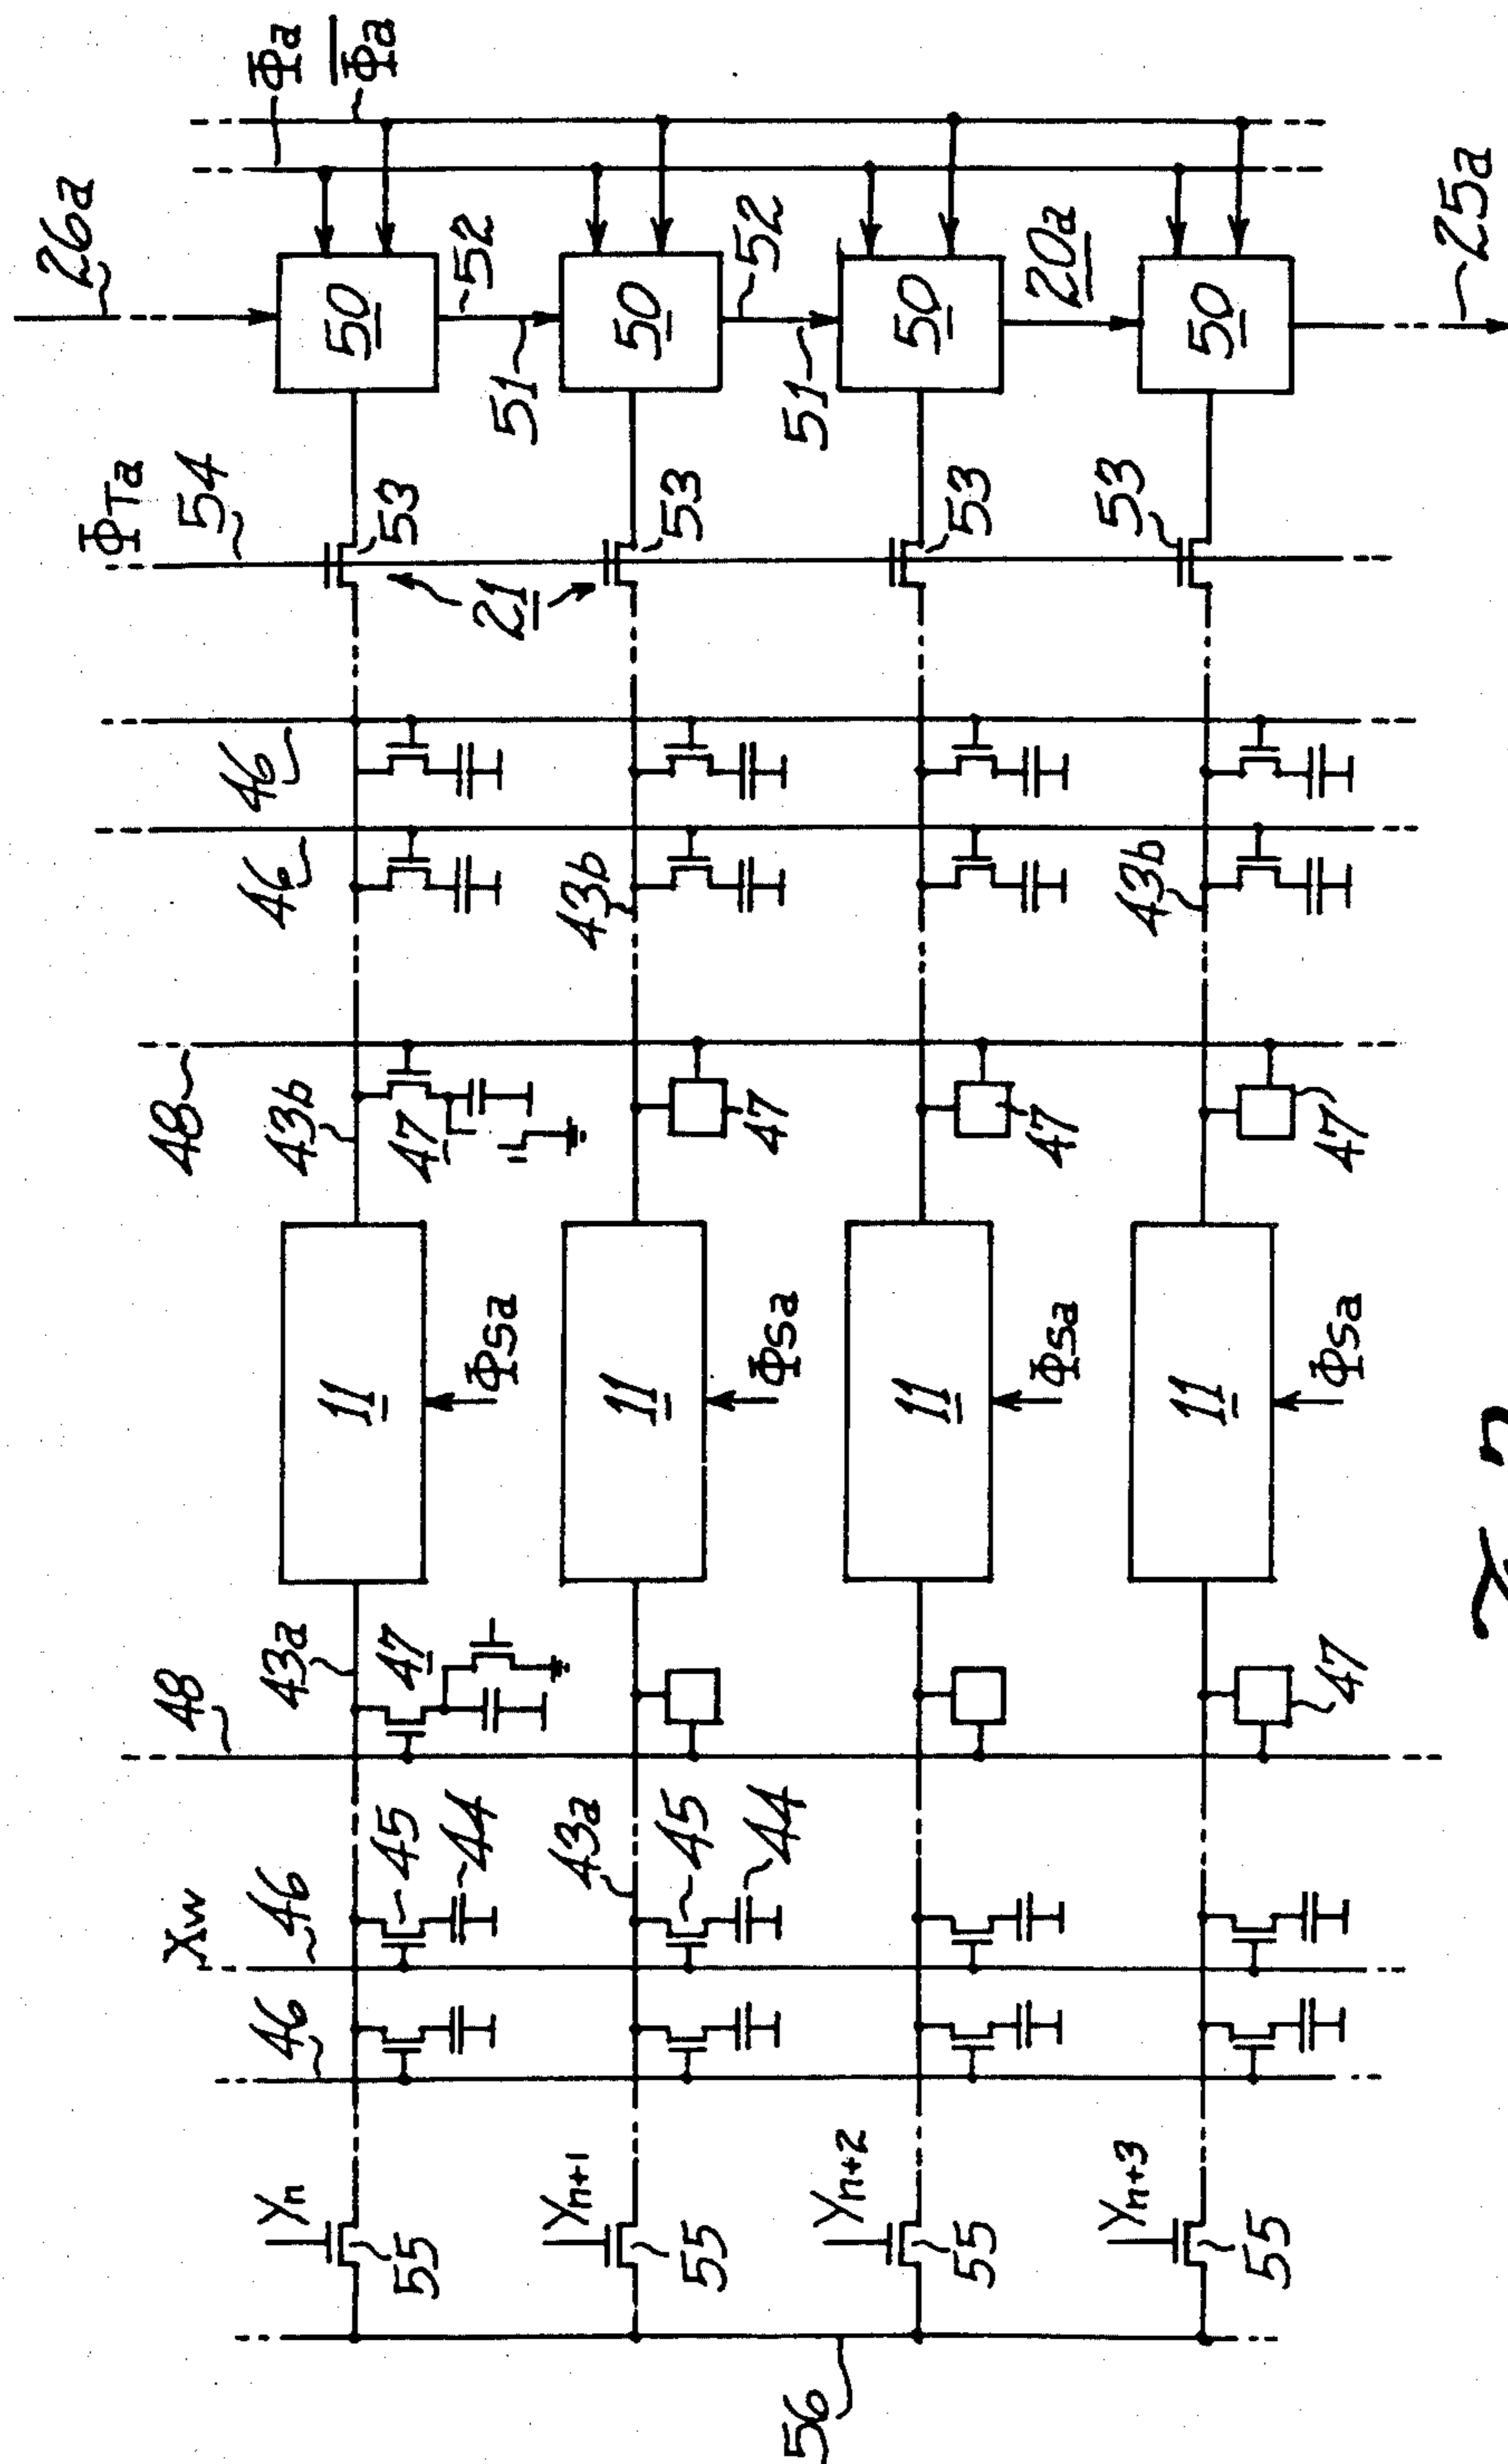 26a
ΦTa
Xw 48 48 54
Yn 46 46 43a 43b 46 46 Φa
11 50 Φ̅a̅
55 45 47 47 53
44 ΦSa 21 52
51
Yn+1 43a 43b
11 50
55 45 53
44 ΦSa 47 52
56 51
Yn+2
11 50
55 53
ΦSa 47 20a
Yn+3 43b 53
11 50
55
47 ΦSa 47
25a